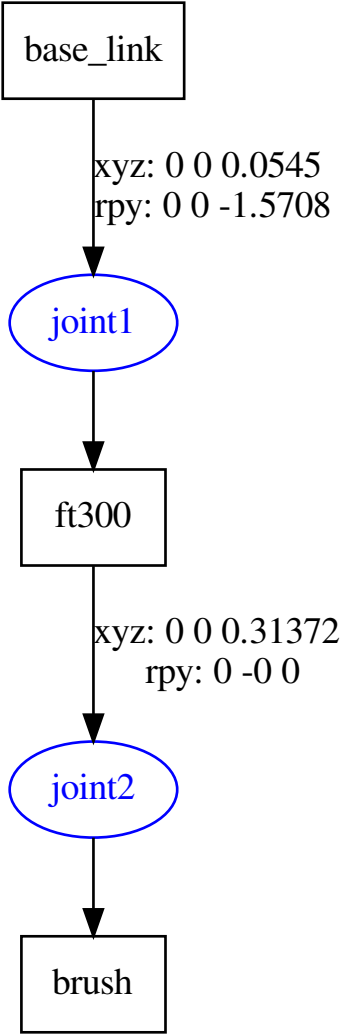 base_link
xyz: 0 0 0.0545
rpy: 0 0 -1.5708
joint1
ft300
xyz: 0 0 0.31372
rpy: 0 -0 0
joint2
brush